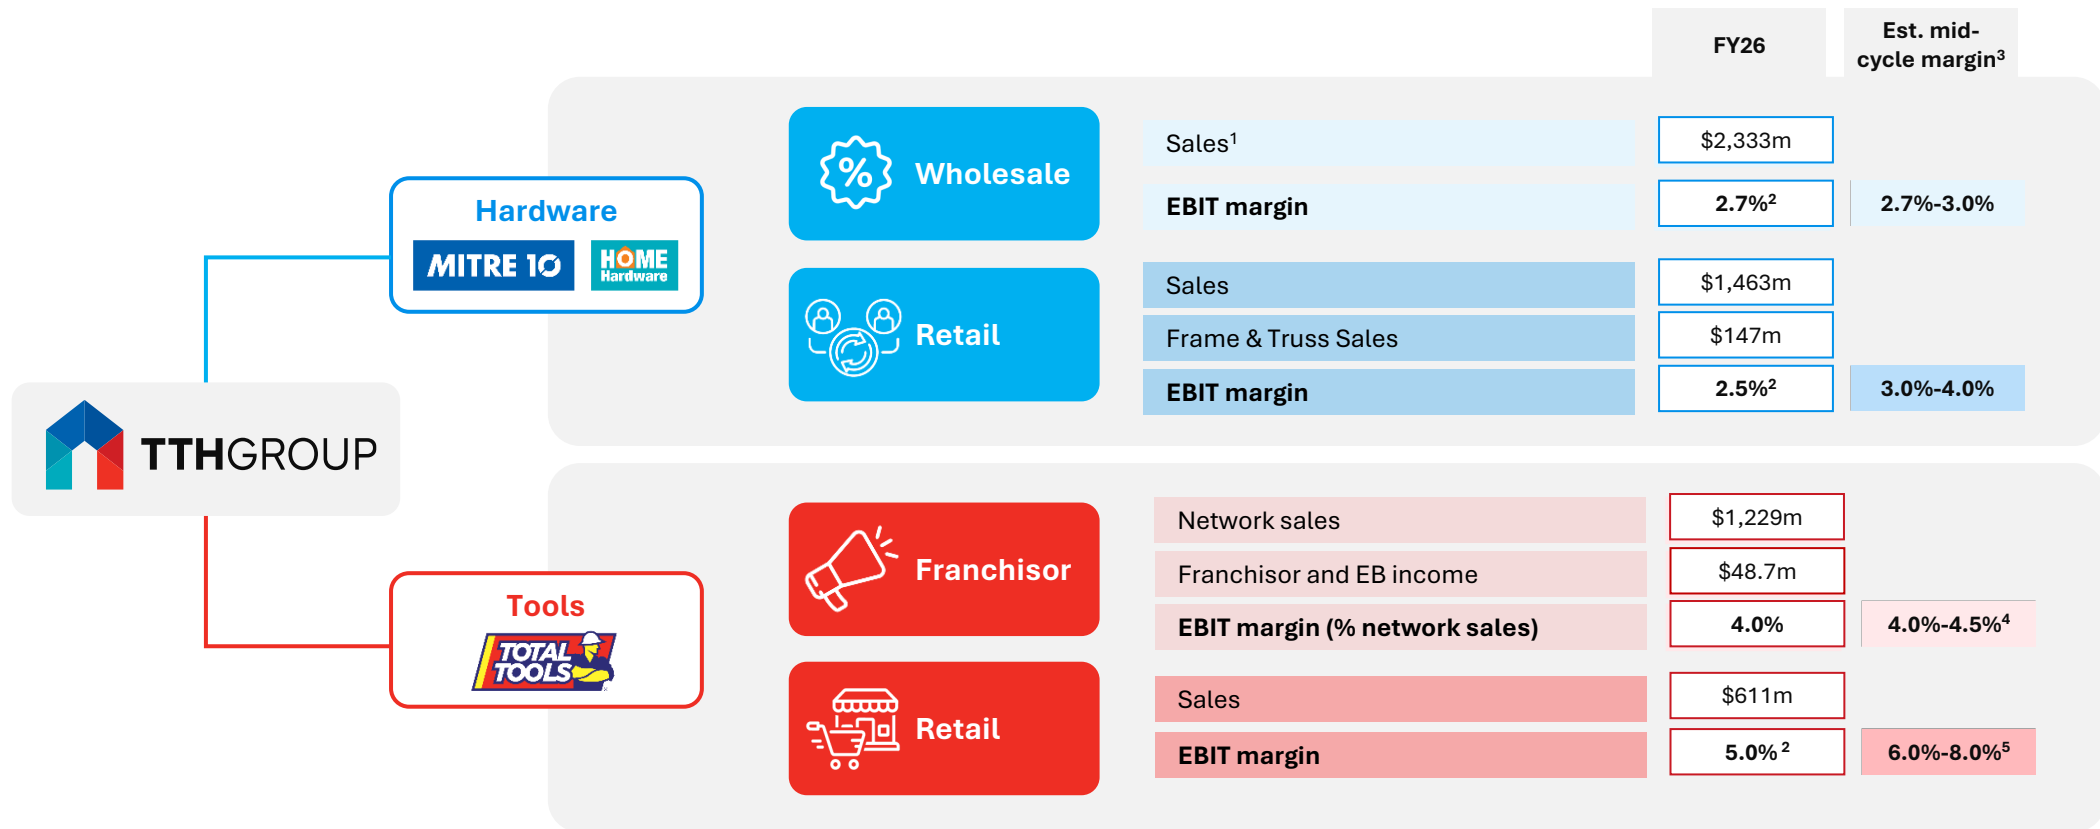 FY26
Est. mid-
cycle margin³
Wholesale
%
Sales¹
$2,333m
EBIT margin
2.7%²
2.7%-3.0%
Hardware
MITRE 10
HOME
Hardware
Retail
Sales
$1,463m
Frame & Truss Sales
$147m
EBIT margin
2.5%²
3.0%-4.0%
TTHGROUP
Franchisor
Network sales
$1,229m
Franchisor and EB income
$48.7m
EBIT margin (% network sales)
4.0%
4.0%-4.5%⁴
Tools
TOTAL
TOOLS
Retail
Sales
$611m
EBIT margin
5.0% ²
6.0%-8.0%⁵